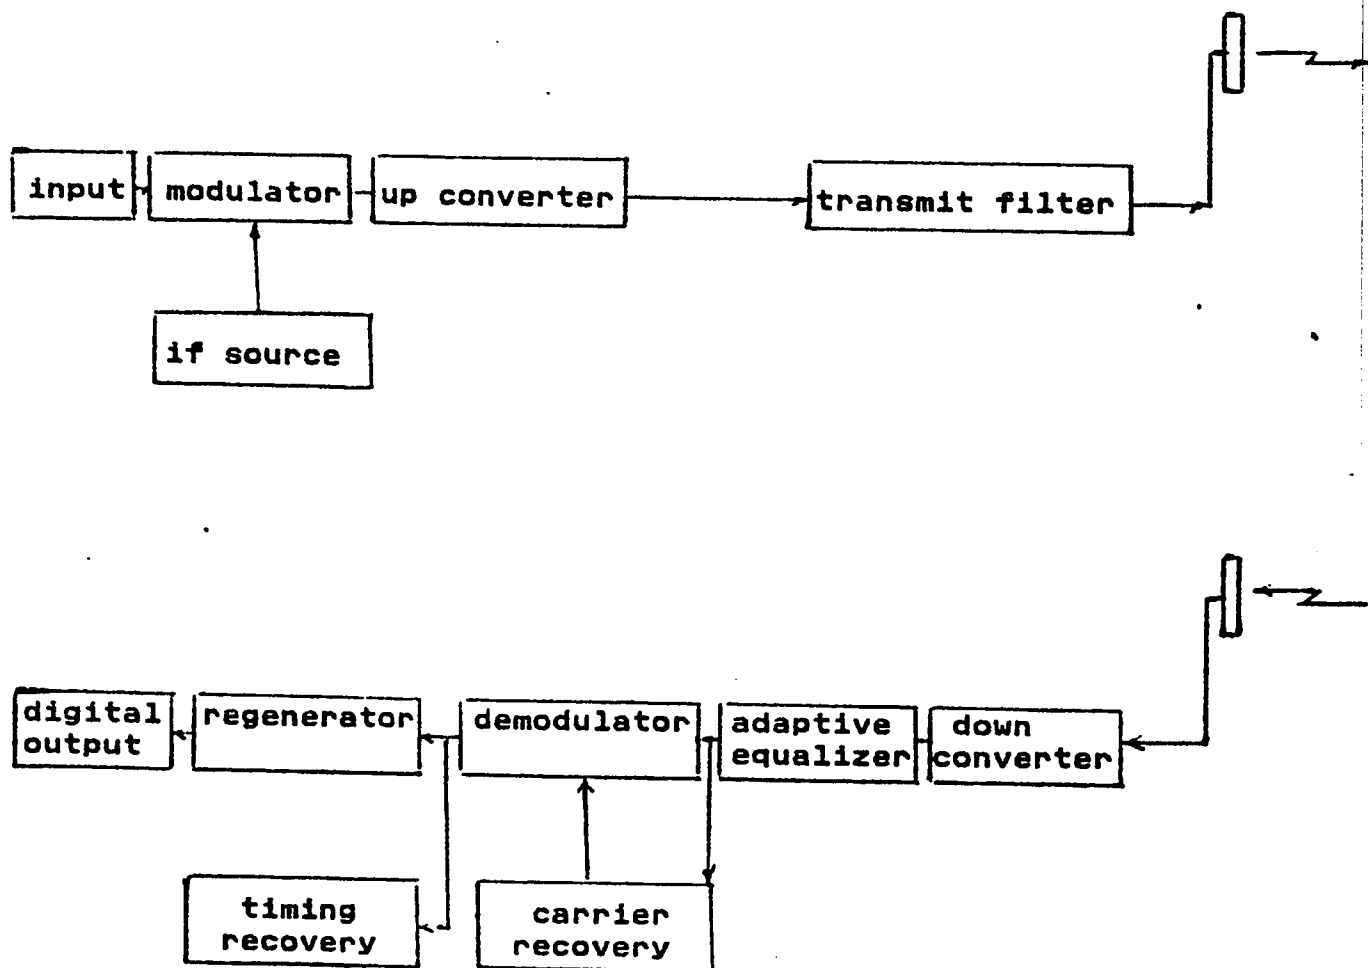 input
modulator
up converter
transmit filter
if source
digital
output
regenerator
demodulator
adaptive
equalizer
down
converter
timing
recovery
carrier
recovery